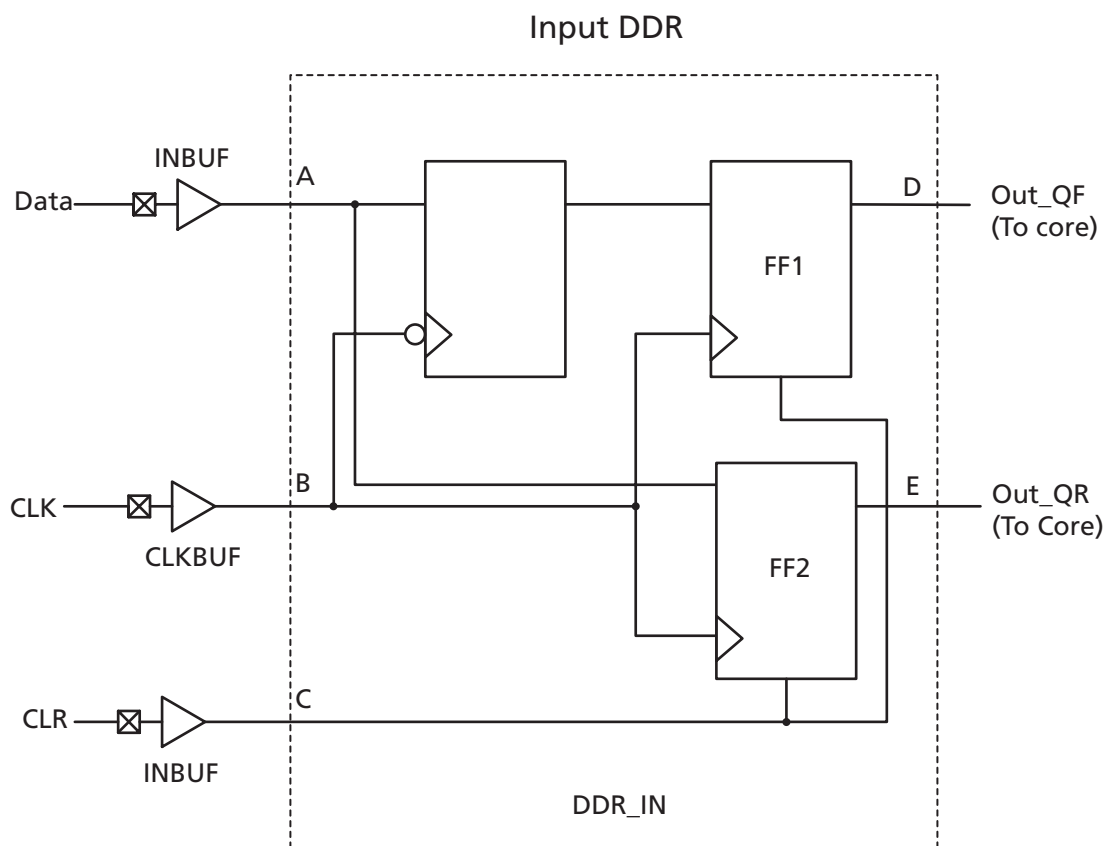 Input DDR
INBUF
Data
A
D
Out_QF
(To core)
FF1
CLK
CLKBUF
B
E
Out_QR
(To Core)
FF2
CLR
INBUF
C
DDR_IN